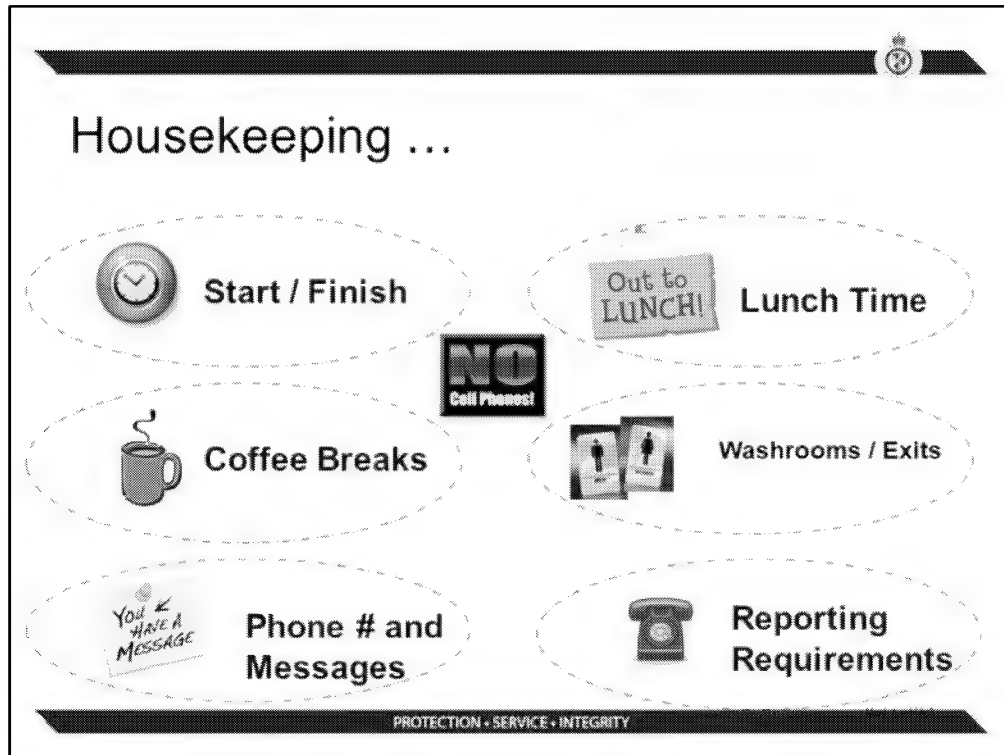 Housekeeping ...
Start / Finish
Out to
LUNCH!
Lunch Time
NO
Cell Phones!
Coffee Breaks
Washrooms / Exits
YOU
HAVE A
MESSAGE
Phone # and
Messages
Reporting
Requirements
PROTECTION • SERVICE • INTEGRITY